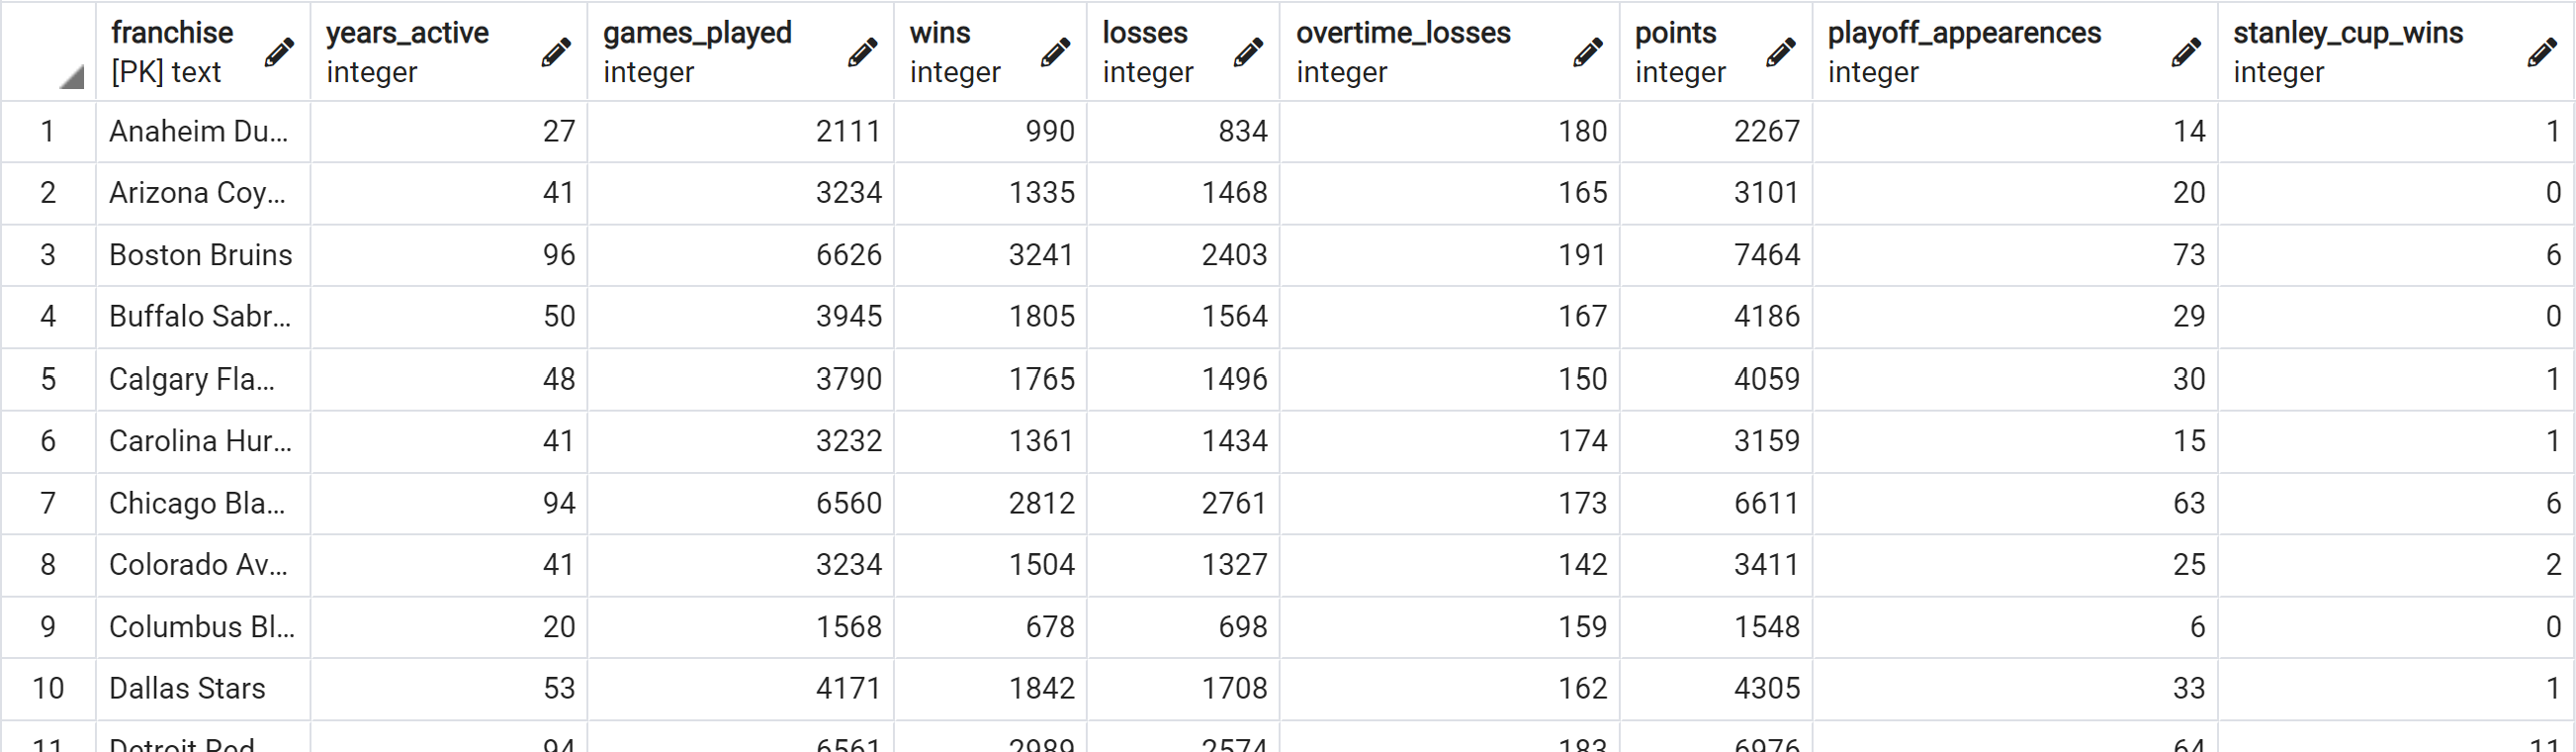 franchise years_active games_played wins losses overtime_losses points playoff_appearences stanley_cup_wins
[PK] text integer integer integer integer integer integer integer integer
1 Anaheim Du... 27 2111 990 834 180 2267 14 1
2 Arizona Coy... 41 3234 1335 1468 165 3101 20 0
3 Boston Bruins 96 6626 3241 2403 191 7464 73 6
4 Buffalo Sabr... 50 3945 1805 1564 167 4186 29 0
5 Calgary Fla... 48 3790 1765 1496 150 4059 30 1
6 Carolina Hur... 41 3232 1361 1434 174 3159 15 1
7 Chicago Bla... 94 6560 2812 2761 173 6611 63 6
8 Colorado Av... 41 3234 1504 1327 142 3411 25 2
9 Columbus Bl... 20 1568 678 698 159 1548 6 0
10 Dallas Stars 53 4171 1842 1708 162 4305 33 1
11 Detroit Red 94 6561 2989 2574 183 6976 64 11